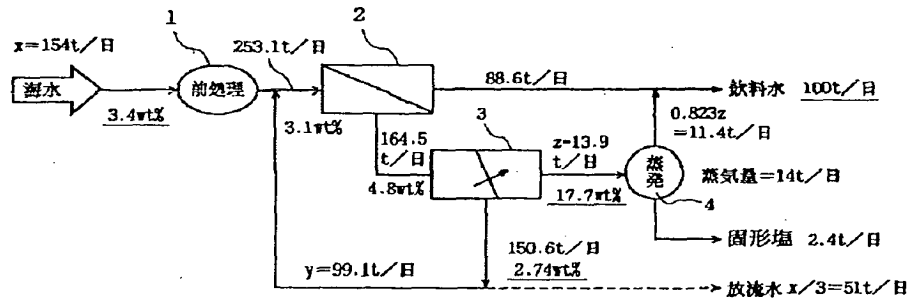 1
2
x=154t/日
253.1t/日
海水
前処理
88.6t/日
飲料水 100t/日
3.4wt%
3.1wt%
164.5
t/日
3
z=13.9
t/日
0.823z
=11.4t/日
4.8wt%
蒸発
蒸気量=14t/日
17.7wt%
4
固形塩 2.4t/日
150.6t/日
y=99.1t/日
2.74wt%
放流水 x/3=51t/日